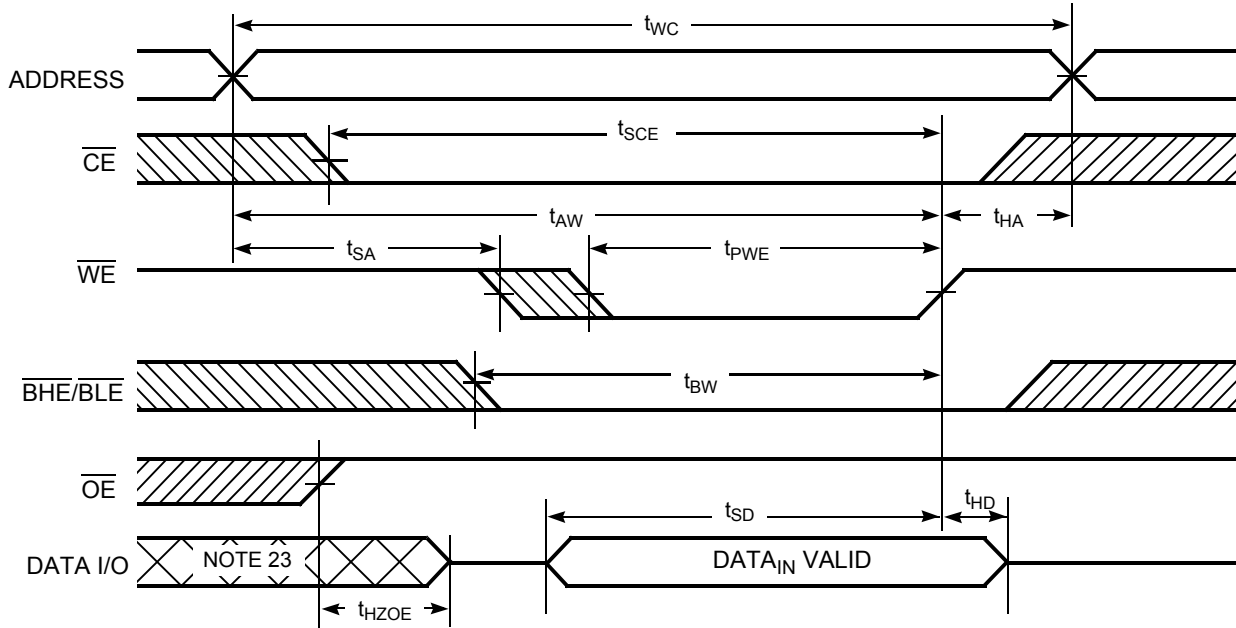 tWC
ADDRESS
tSCE
CE
tAW
tHA
tSA
tPWE
WE
BHE/BLE
tBW
OE
tSD
tHD
DATA I/O
NOTE 23
DATAIN VALID
tHZOE